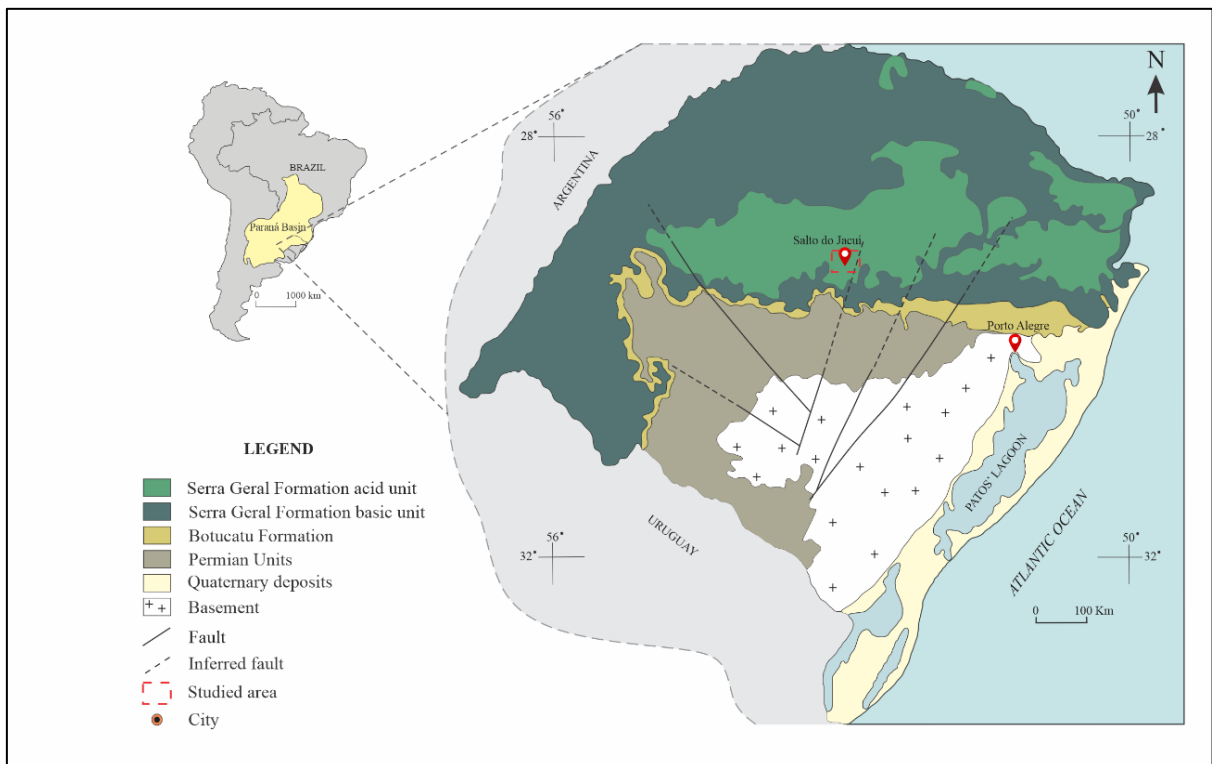 BRAZIL
Paraná Basin
0 1000 km
N
56°
28°
50°
28°
ARGENTINA
Salto do Jacuí
Porto Alegre
PATOS' LAGOON
ATLANTIC OCEAN
URUGUAY
56°
32°
50°
32°
0 100 Km
LEGEND
Serra Geral Formation acid unit
Serra Geral Formation basic unit
Botucatu Formation
Permian Units
Quaternary deposits
Basement
Fault
Inferred fault
Studied area
City